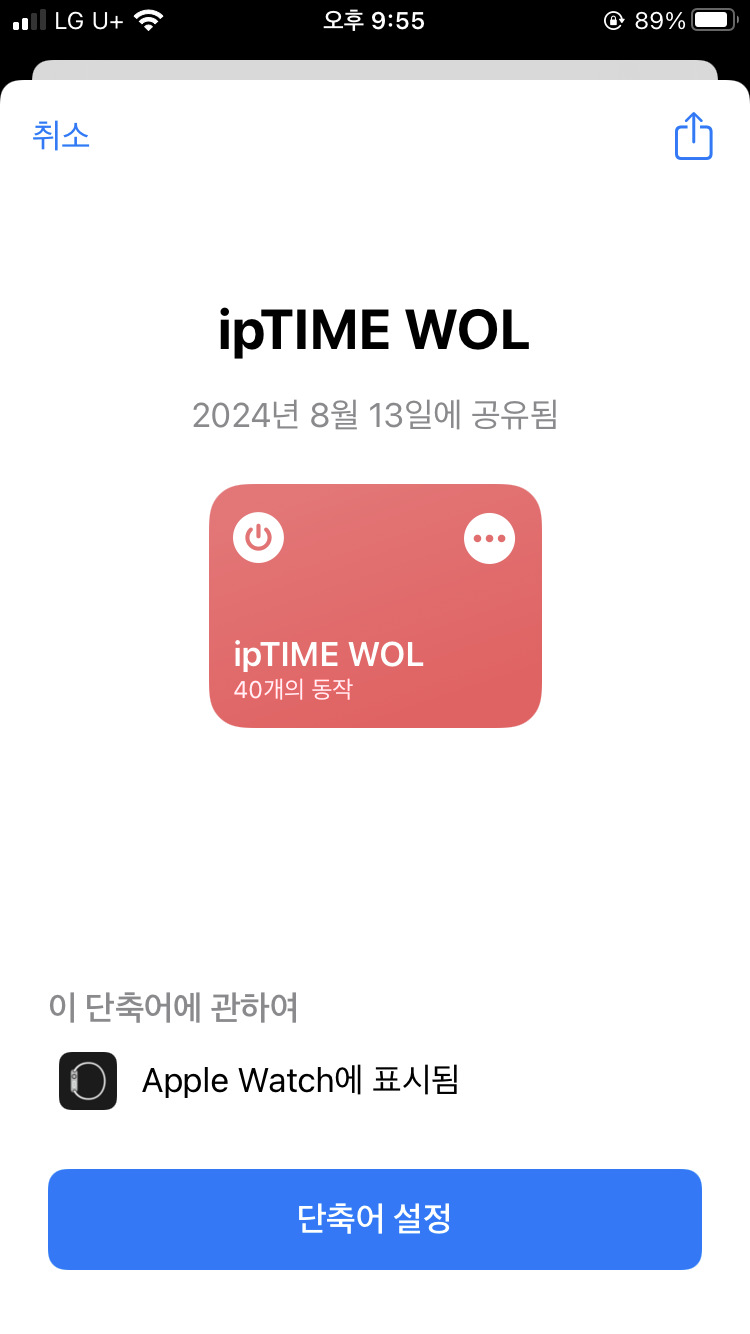 LG U+ 오후 9:55 89%
취소
ipTIME WOL
2024년 8월 13일에 공유됨
ipTIME WOL
40개의 동작
이 단축어에 관하여
Apple Watch에 표시됨
단축어 설정